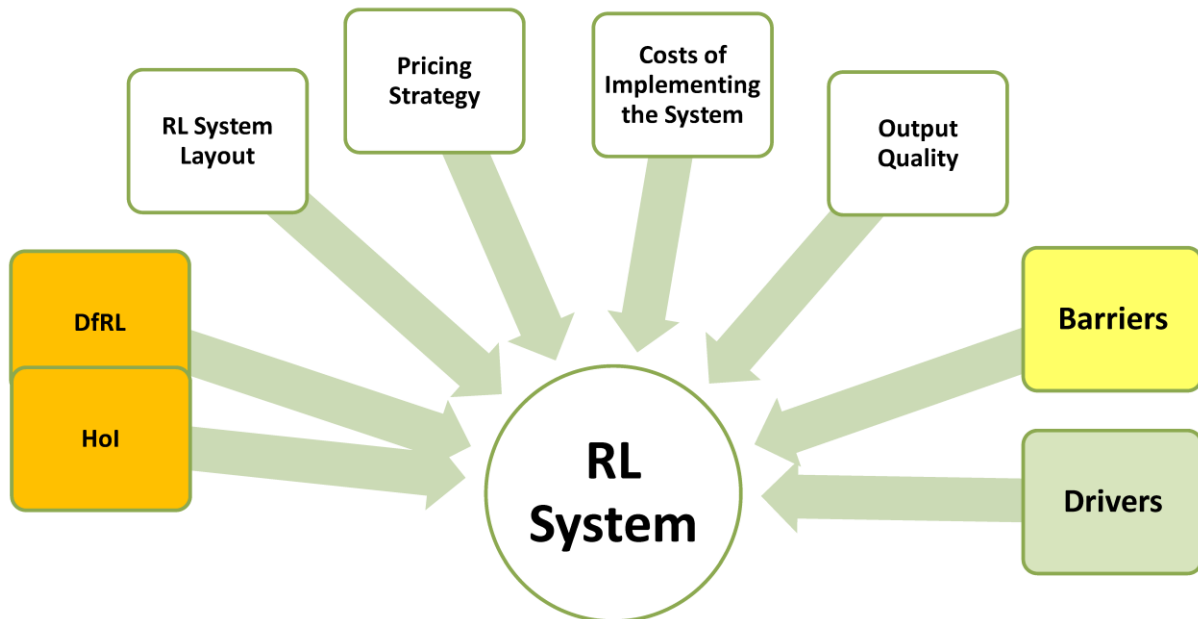 Pricing
Strategy
Costs of
Implementing
the System
RL System
Layout
Output
Quality
DfRL
HoI
Barriers
Drivers
RL
System